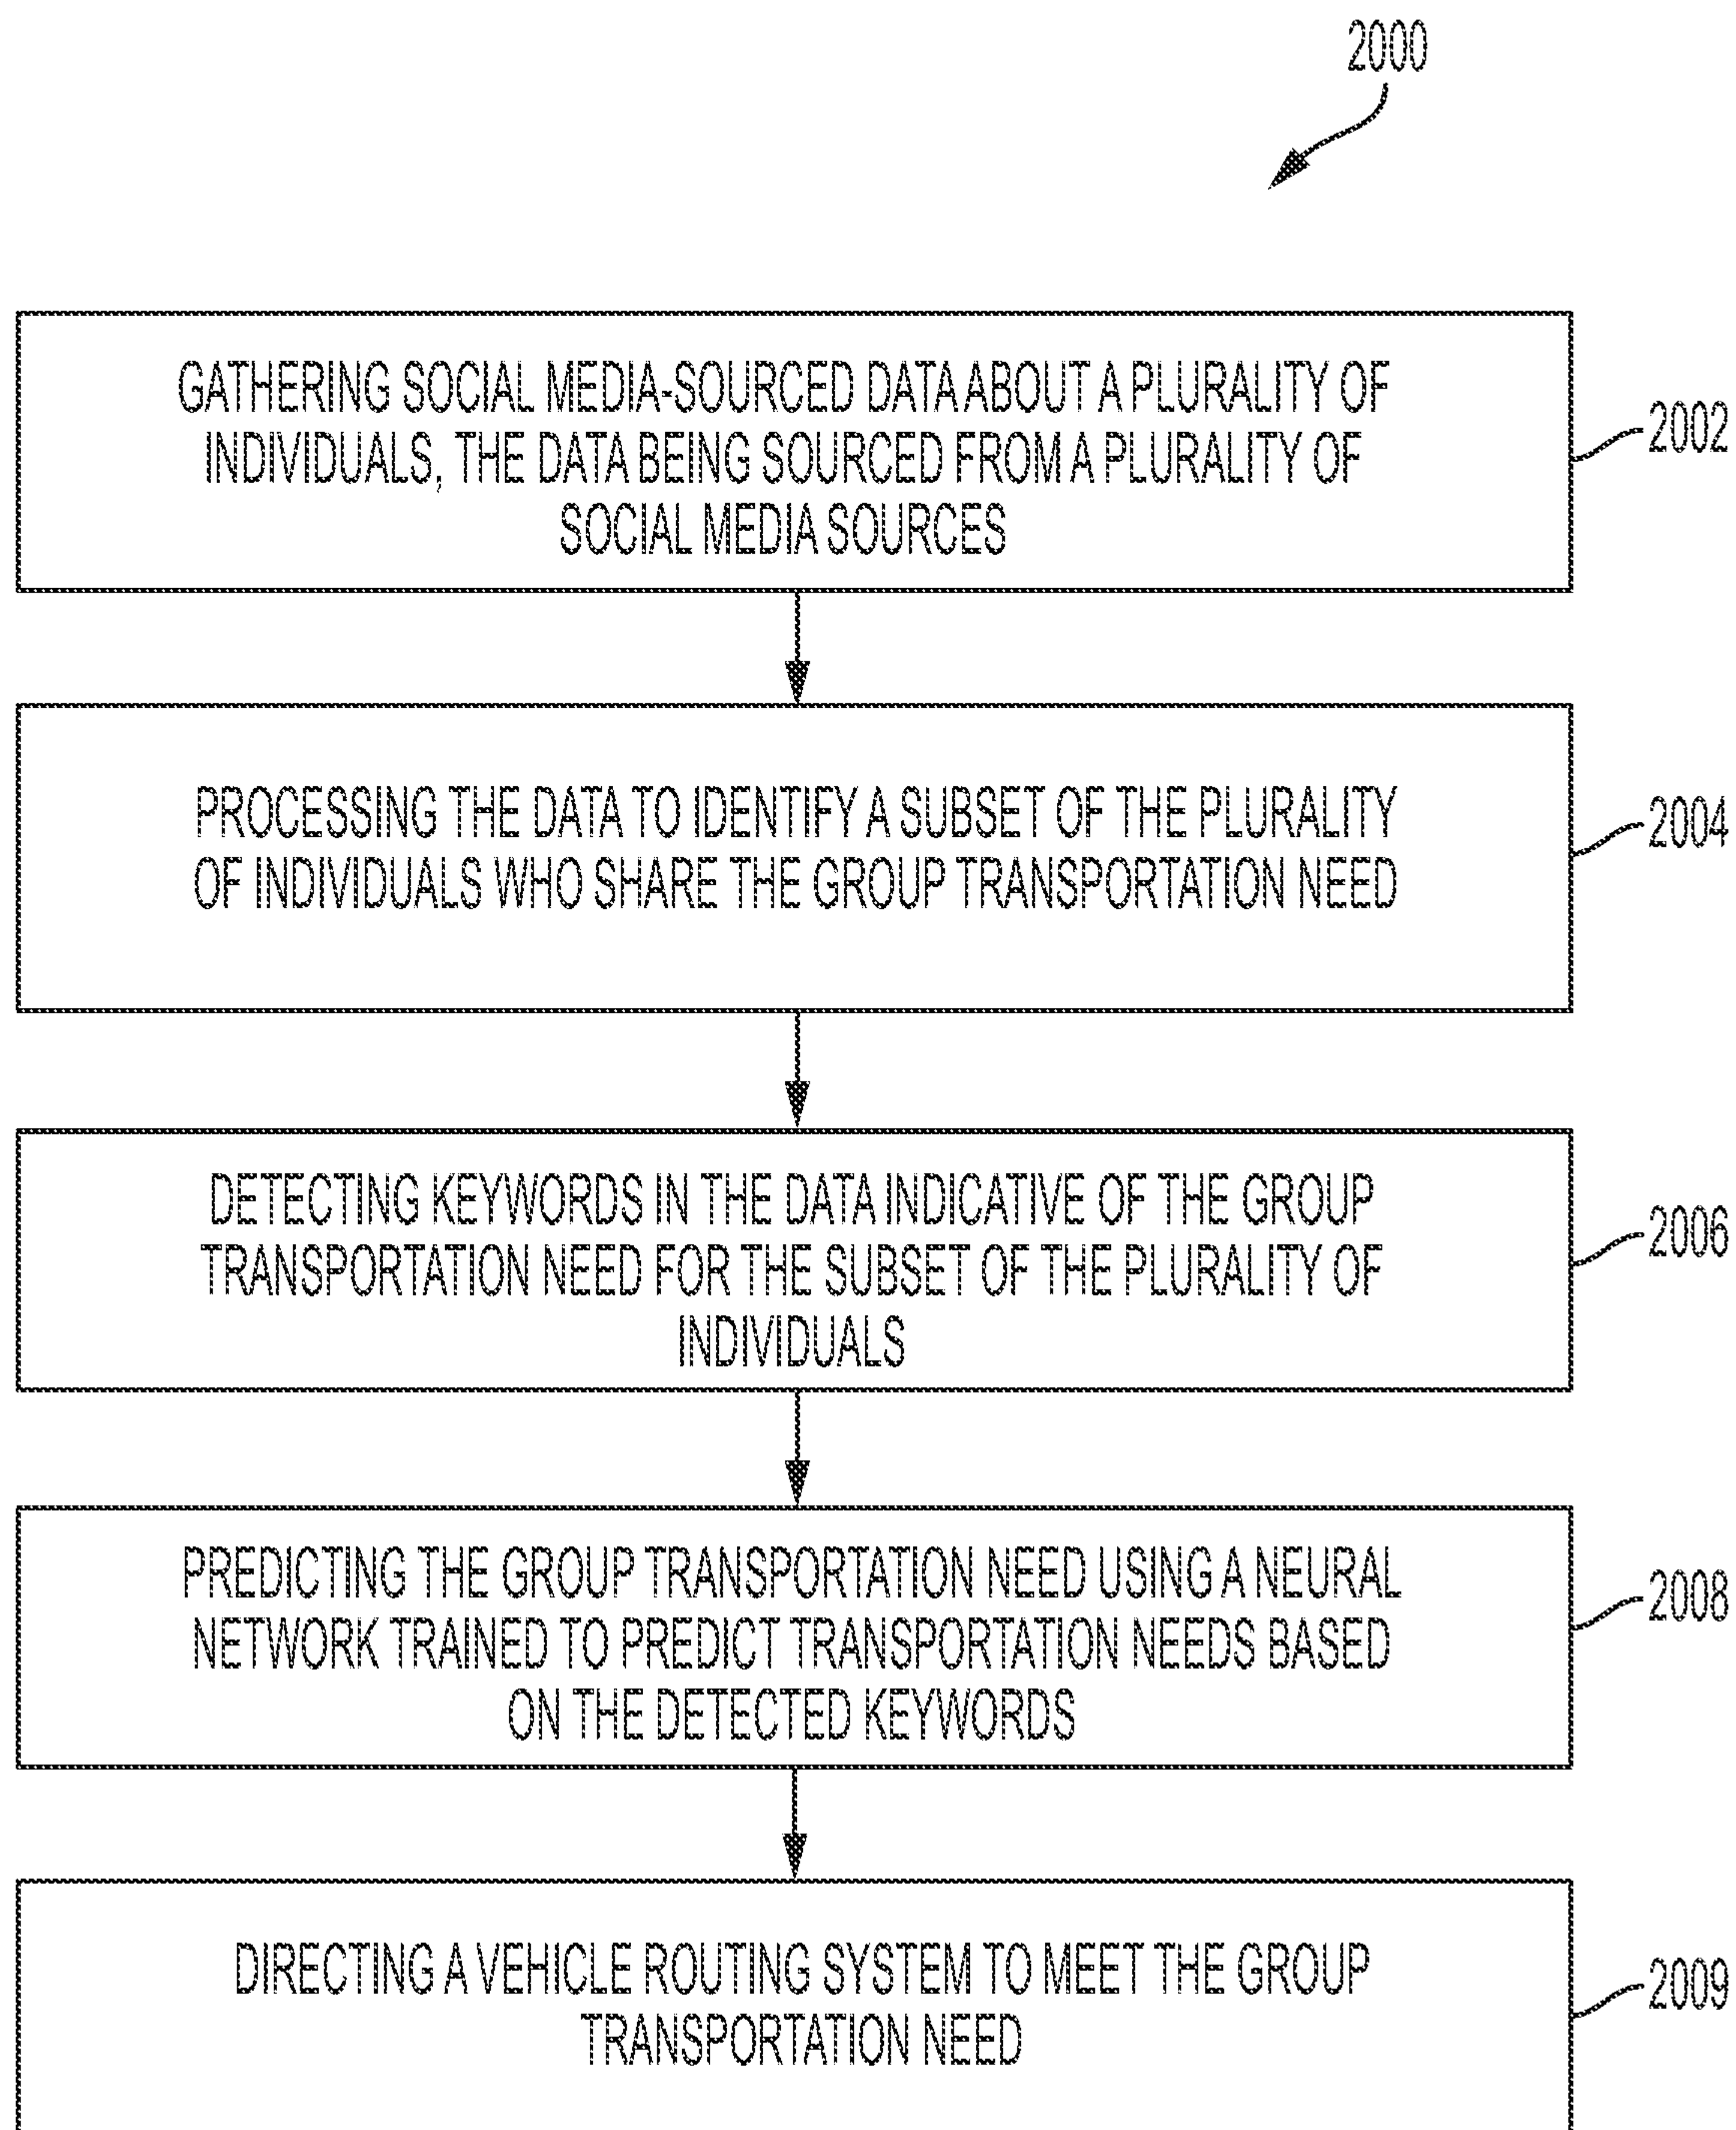 2000
GATHERING SOCIAL MEDIA-SOURCED DATA ABOUT A PLURALITY OF
INDIVIDUALS, THE DATA BEING SOURCED FROM A PLURALITY OF
SOCIAL MEDIA SOURCES
2002
PROCESSING THE DATA TO IDENTIFY A SUBSET OF THE PLURALITY
OF INDIVIDUALS WHO SHARE THE GROUP TRANSPORTATION NEED
2004
DETECTING KEYWORDS IN THE DATA INDICATIVE OF THE GROUP
TRANSPORTATION NEED FOR THE SUBSET OF THE PLURALITY OF
INDIVIDUALS
2006
PREDICTING THE GROUP TRANSPORTATION NEED USING A NEURAL
NETWORK TRAINED TO PREDICT TRANSPORTATION NEEDS BASED
ON THE DETECTED KEYWORDS
2008
DIRECTING A VEHICLE ROUTING SYSTEM TO MEET THE GROUP
TRANSPORTATION NEED
2009